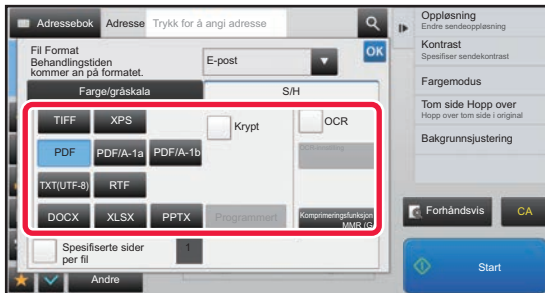 Adressebok
Adresse
Trykk for å angi adresse
Fil Format
Behandlingstiden
kommer an på formatet.
E-post
OK
Farge/gråskala
S/H
TIFF
XPS
Krypt
OCR
PDF
PDF/A-1a
PDF/A-1b
TXT(UTF-8)
RTF
DOCX
XLSX
PPTX
Programmert
Komprimeringsfunksjon
MMR (G
Spesifiserte sider
per fil
1
Andre
Oppløsning
Endre sendeoppløsning
Kontrast
Spesifiser sendekontrast
Fargemodus
Tom side Hopp over
Hopp over tom side i original
Bakgrunnsjustering
Forhåndsvis
CA
Start